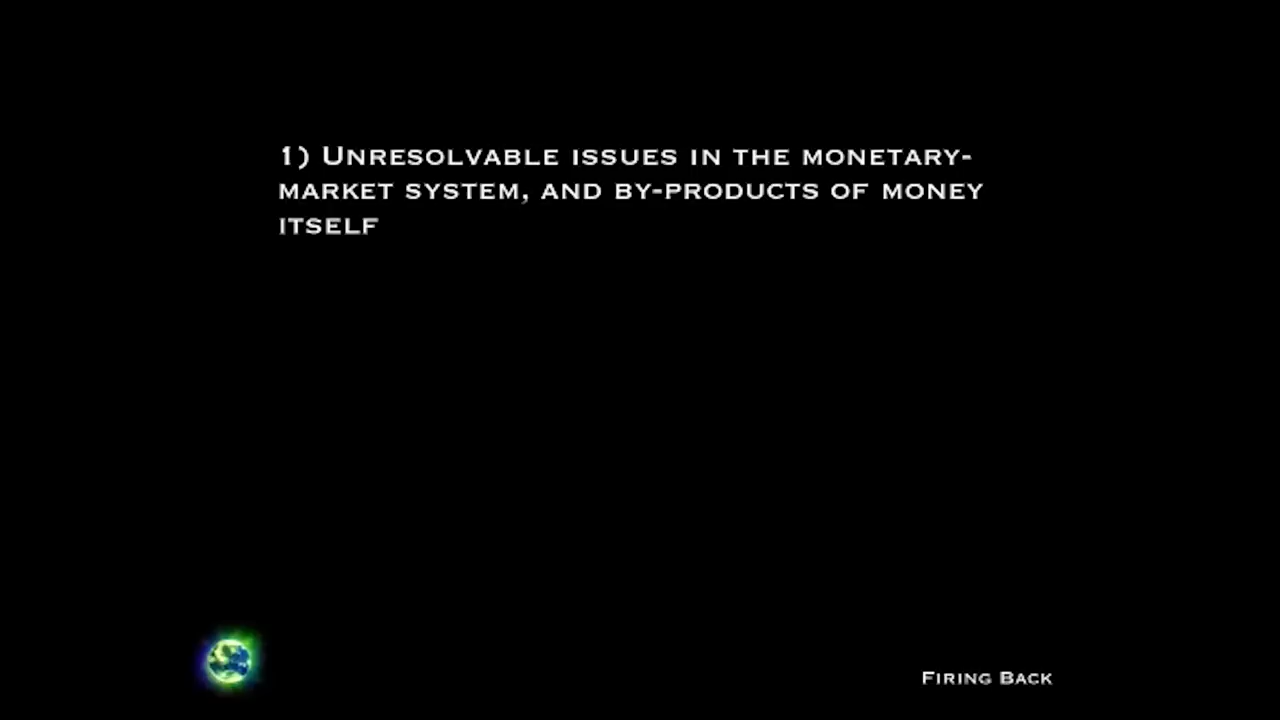 1) Unresolvable issues in the monetary-
market system, and by-products of money
itself
Firing Back